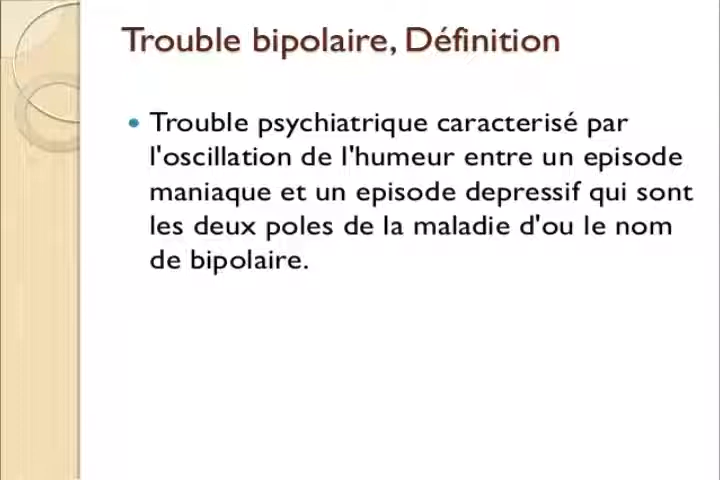 Trouble bipolaire, Définition
• Trouble psychiatrique caracterisé par
l'oscillation de l'humeur entre un episode
maniaque et un episode depressif qui sont
les deux poles de la maladie d'ou le nom
de bipolaire.